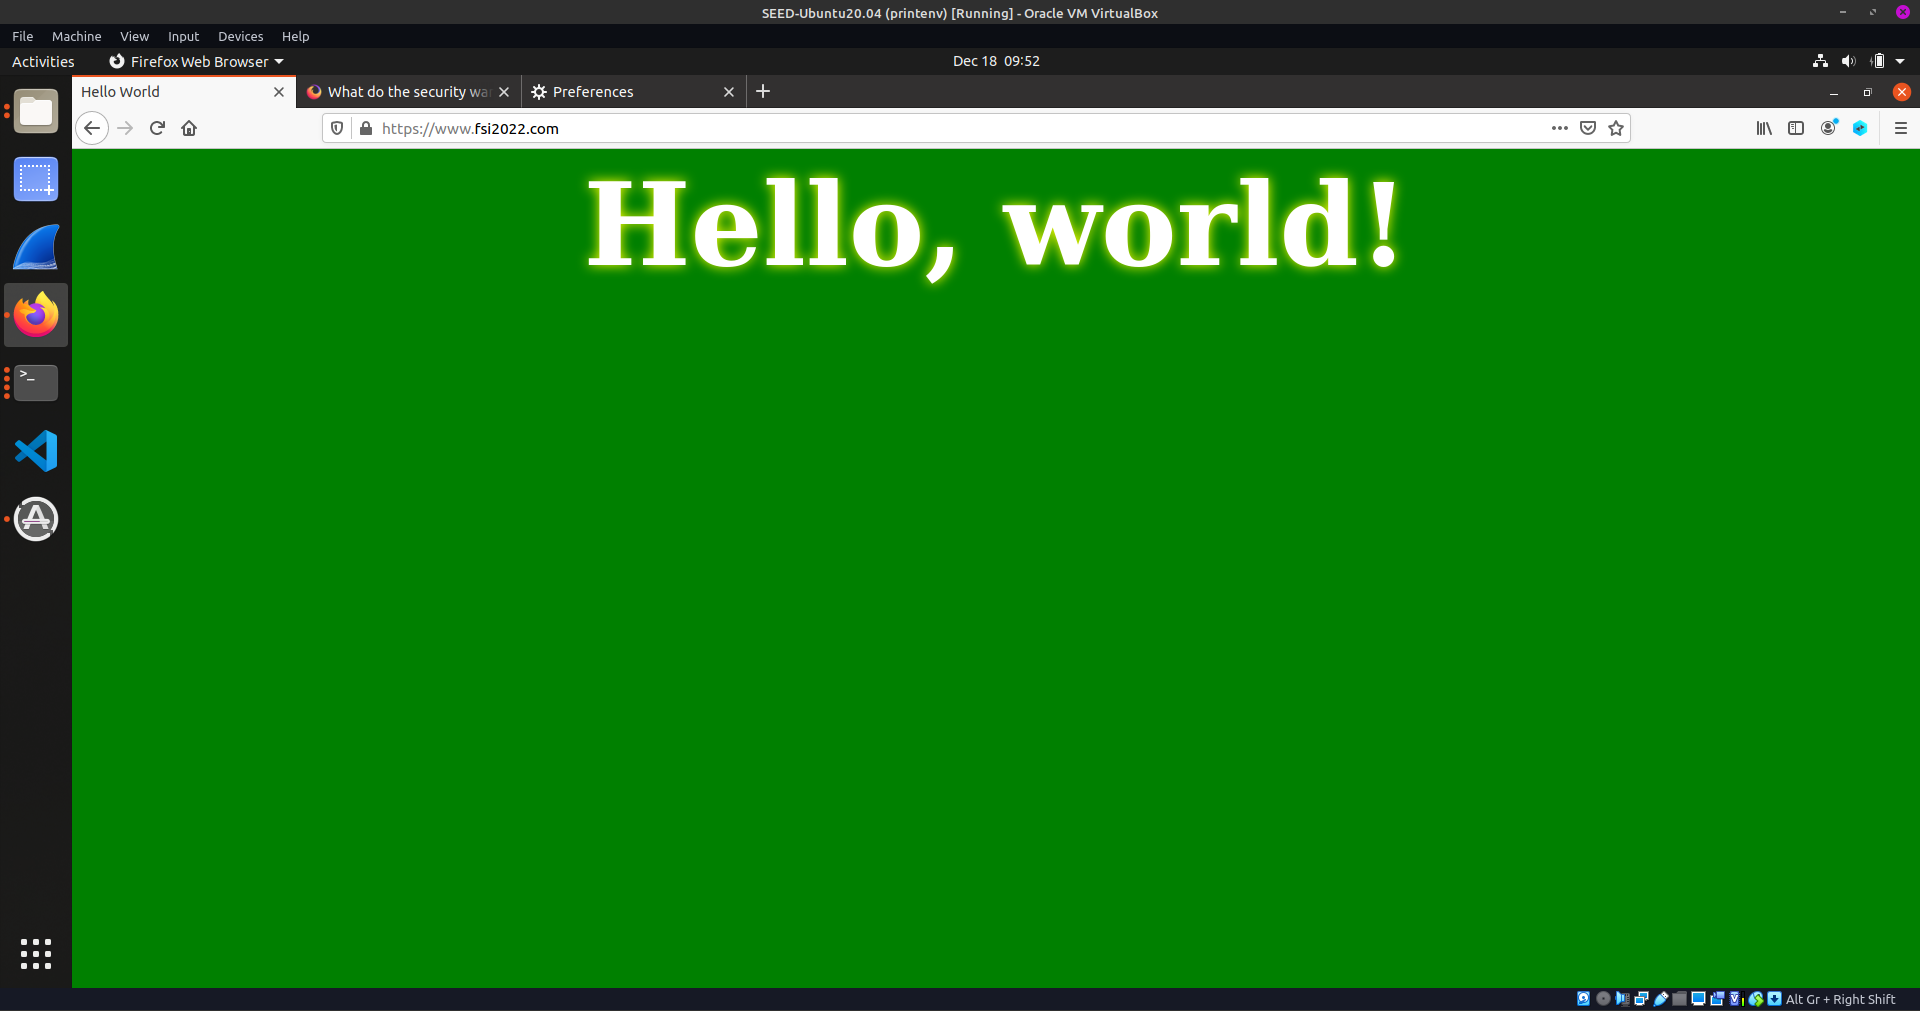 SEED-Ubuntu20.04 (printenv) [Running] - Oracle VM VirtualBox
File Machine View Input Devices Help
Activities Firefox Web Browser Dec 18 09:52
Hello World What do the security wa Preferences
https://www.fsi2022.com
Hello, world!
Alt Gr + Right Shift